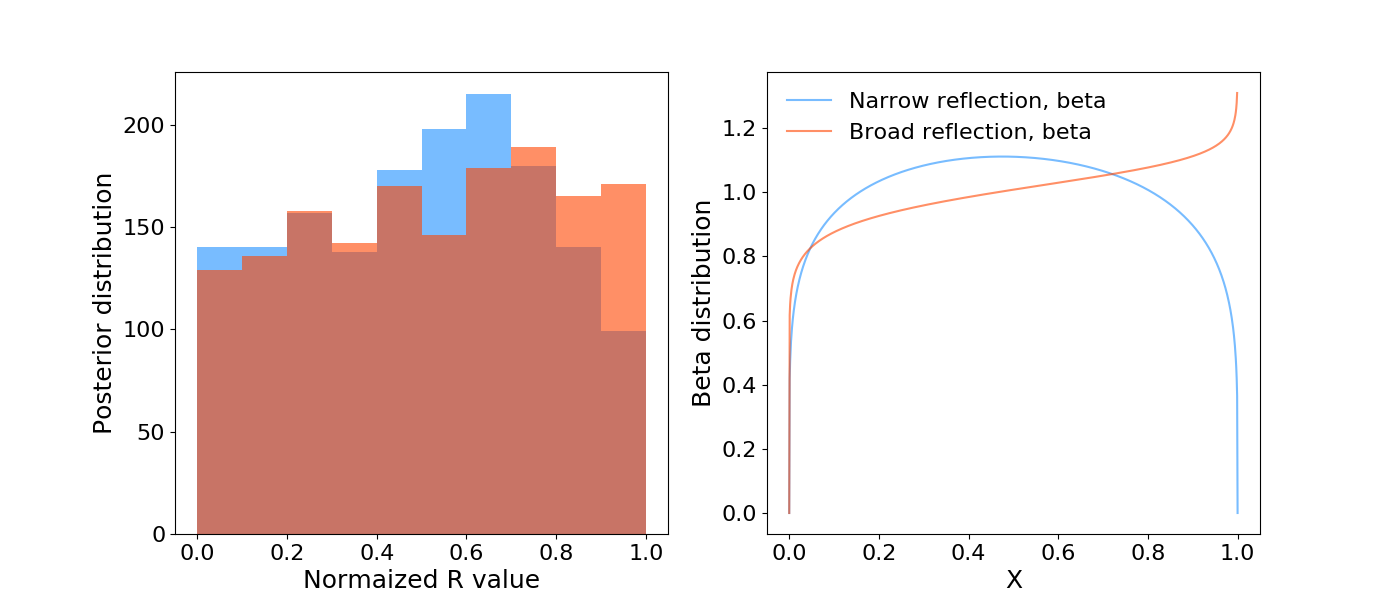 Posterior distribution
200
150
100
50
0
0.0 0.2 0.4 0.6 0.8 1.0
Normaized R value
Beta distribution
1.2
1.0
0.8
0.6
0.4
0.2
0.0
Narrow reflection, beta
Broad reflection, beta
0.0 0.2 0.4 0.6 0.8 1.0
X